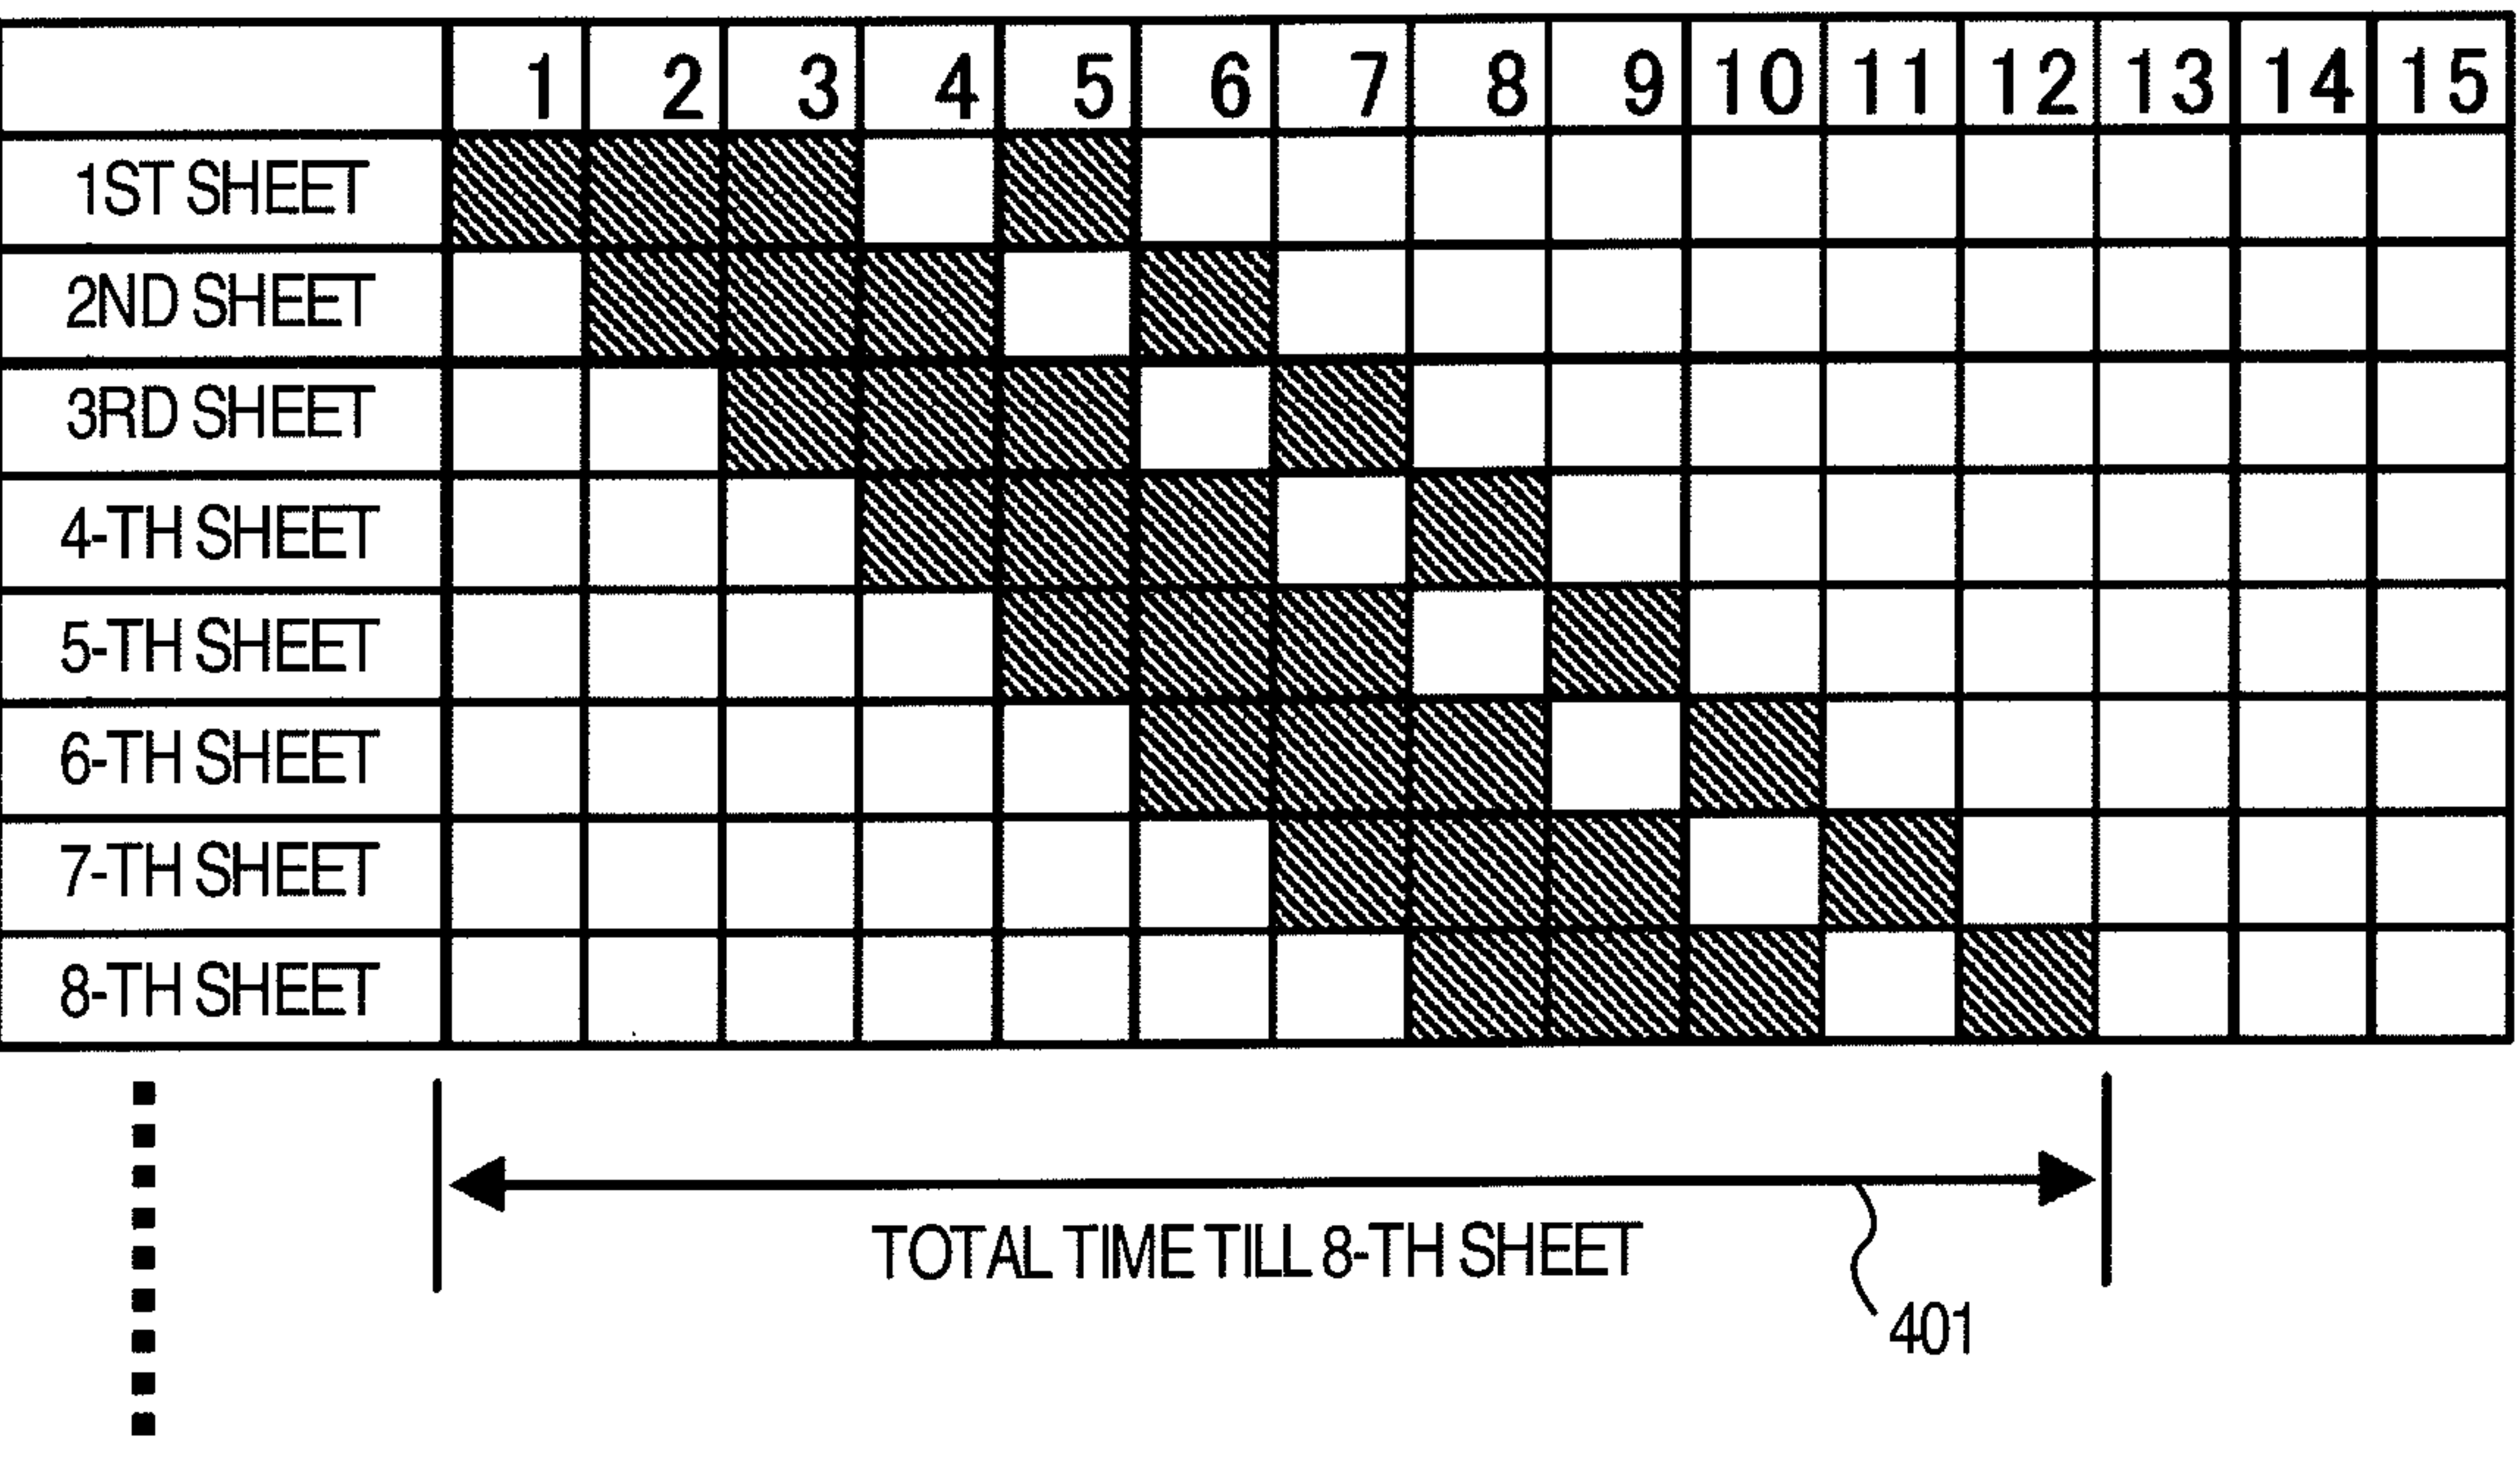 1 2 3 4 5 6 7 8 9 10 11 12 13 14 15
1ST SHEET
2ND SHEET
3RD SHEET
4-TH SHEET
5-TH SHEET
6-TH SHEET
7-TH SHEET
8-TH SHEET
TOTAL TIME TILL 8-TH SHEET
401